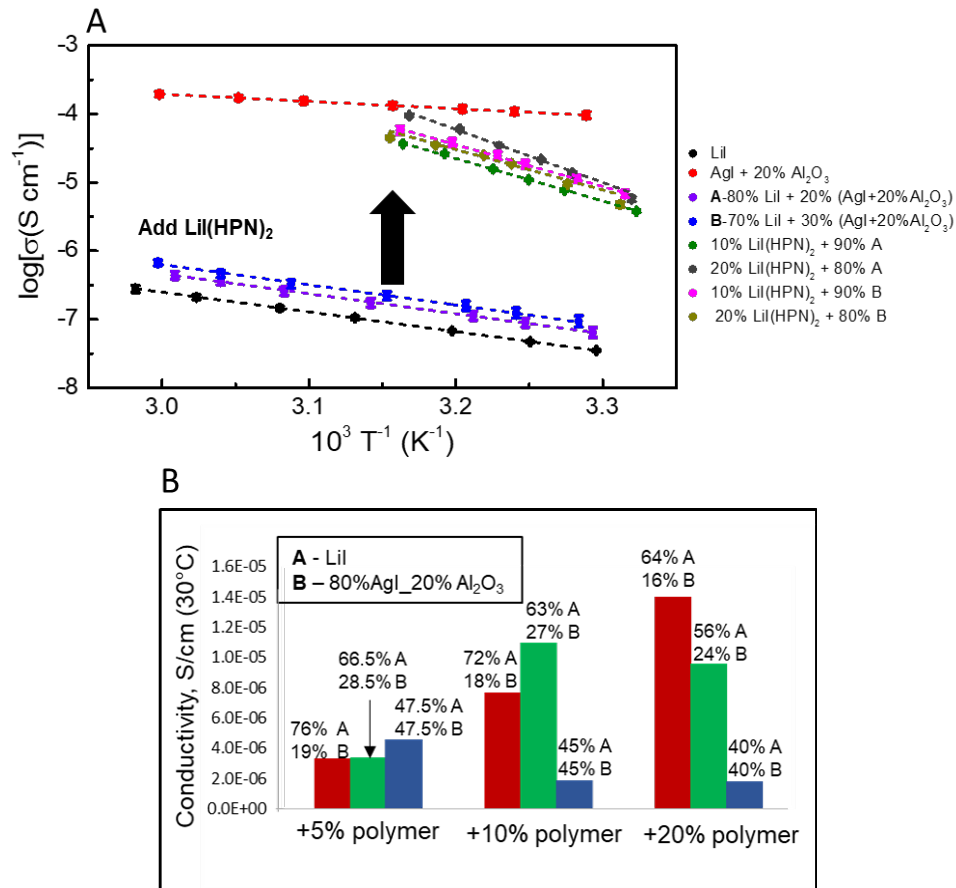 A
-3
-4
-5
-6
-7
-8
log[σ(S cm⁻¹)]
Add LiI(HPN)₂
3.0
3.1
3.2
3.3
10³ T⁻¹ (K⁻¹)
LiI
AgI + 20% Al₂O₃
A-80% LiI + 20% (AgI+20%Al₂O₃)
B-70% LiI + 30% (AgI+20%Al₂O₃)
10% LiI(HPN)₂ + 90% A
20% LiI(HPN)₂ + 80% A
10% LiI(HPN)₂ + 90% B
20% LiI(HPN)₂ + 80% B
B
Conductivity, S/cm (30°C)
1.6E-05
1.4E-05
1.2E-05
1.0E-05
8.0E-06
6.0E-06
4.0E-06
2.0E-06
0.0E+00
A - LiI
B – 80%AgI_20% Al₂O₃
76% A
19% B
66.5% A
28.5% B
47.5% A
47.5% B
72% A
18% B
63% A
27% B
45% A
45% B
64% A
16% B
56% A
24% B
40% A
40% B
+5% polymer
+10% polymer
+20% polymer